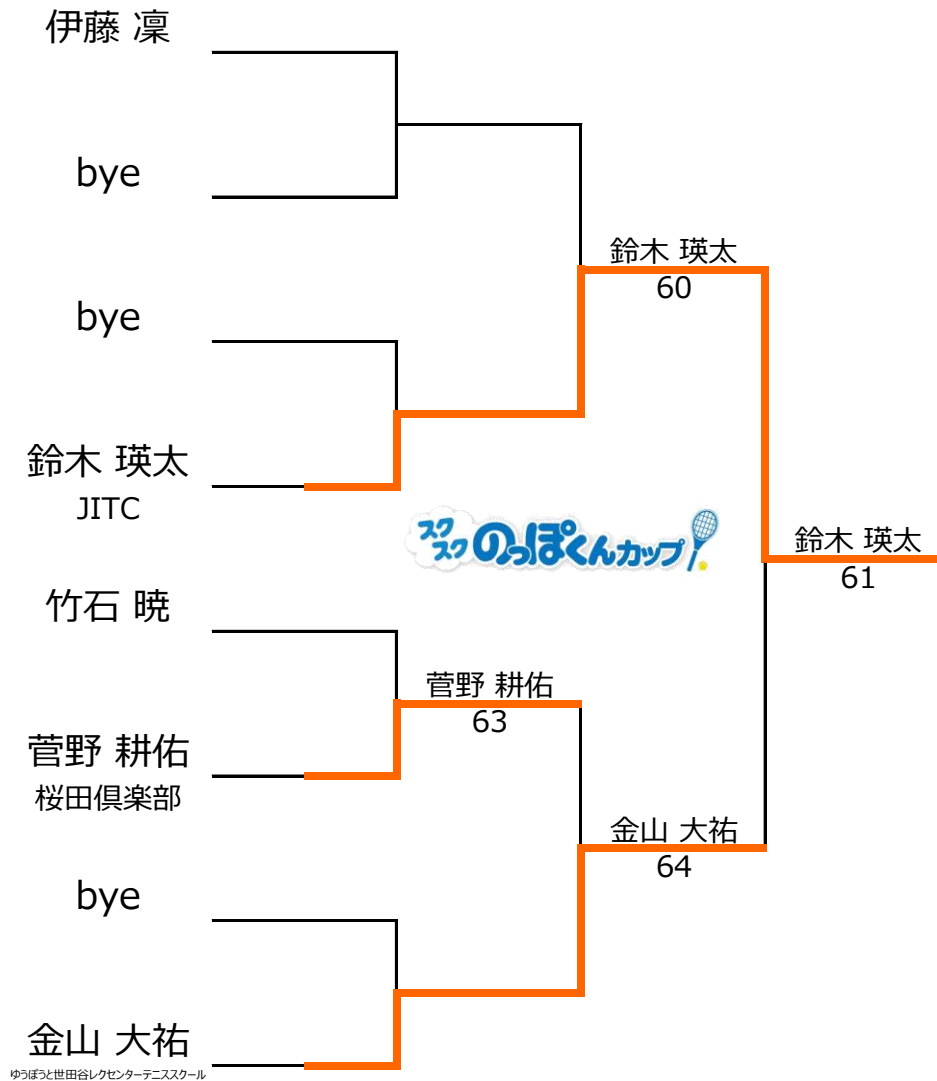 伊藤 凜
bye
bye
鈴木 瑛太
JITC
竹石 暁
菅野 耕佑
桜田倶楽部
bye
金山 大祐
ゆうぽうと世田谷レクセンターテニススクール
菅野 耕佑
63
鈴木 瑛太
60
金山 大祐
64
鈴木 瑛太
61
スクスク のっぽくんカップ